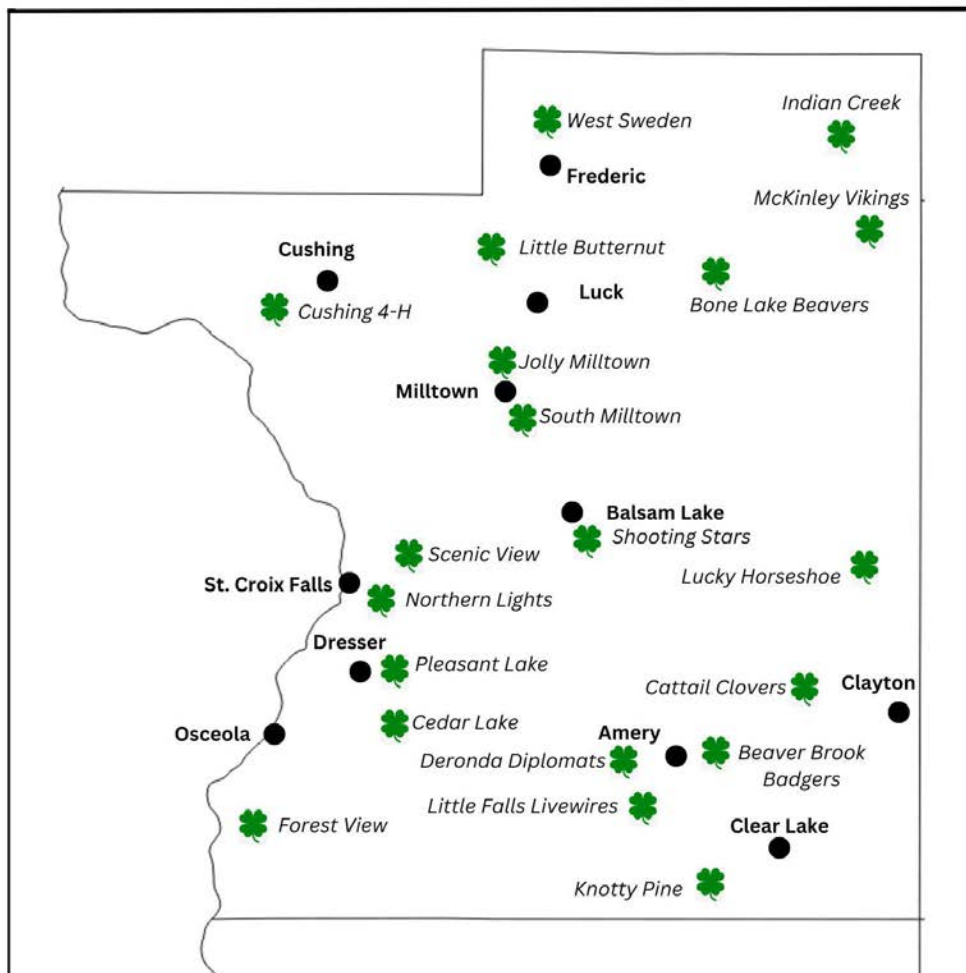 Indian Creek
West Sweden
Frederic
McKinley Vikings
Cushing
Little Butternut
Luck
Bone Lake Beavers
Cushing 4-H
Jolly Milltown
Milltown
South Milltown
Balsam Lake
Shooting Stars
Scenic View
Lucky Horseshoe
St. Croix Falls
Northern Lights
Dresser
Pleasant Lake
Cattail Clovers
Clayton
Cedar Lake
Osceola
Amery
Deronda Diplomats
Beaver Brook
Badgers
Little Falls Livewires
Forest View
Clear Lake
Knotty Pine